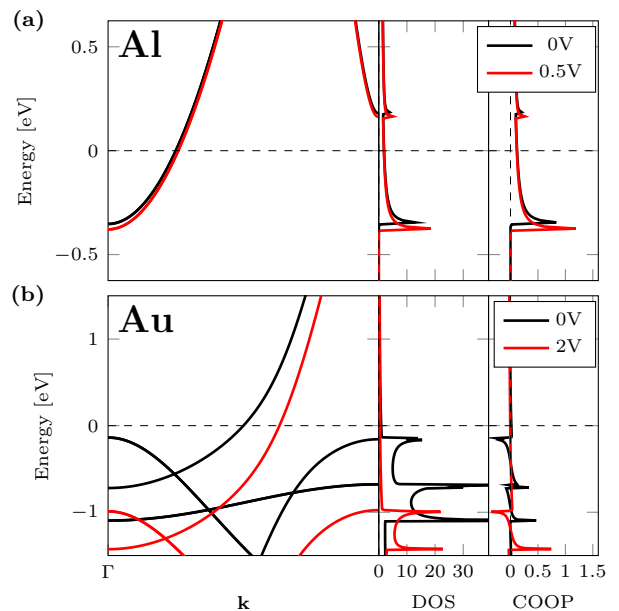 (a)
Al
0V
0.5V
0.5
0
−0.5
Energy [eV]
(b)
Au
0V
2V
1
0
−1
Energy [eV]
Γ
0 10 20 30
0 0.5 1 1.5
k
DOS
COOP